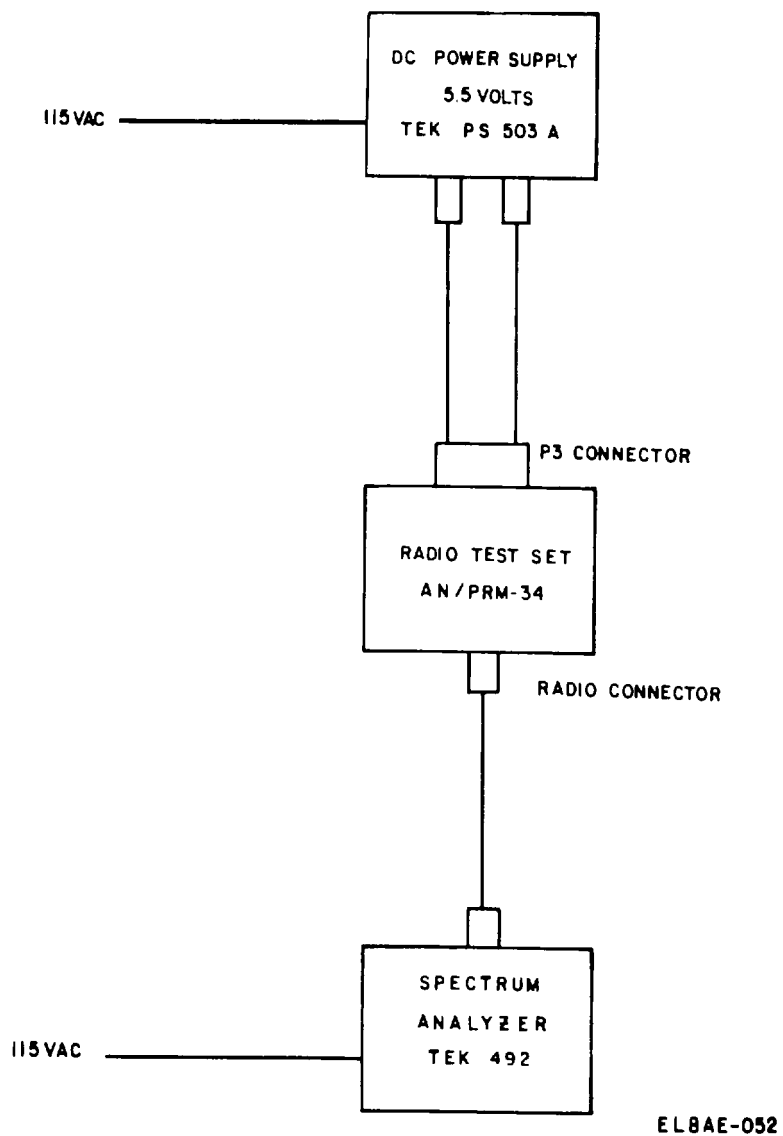 DC POWER SUPPLY
5.5 VOLTS
TEK PS 503 A
115 VAC
P3 CONNECTOR
RADIO TEST SET
AN/PRM-34
RADIO CONNECTOR
SPECTRUM
ANALYZER
TEK 492
115 VAC
EL8AE-052